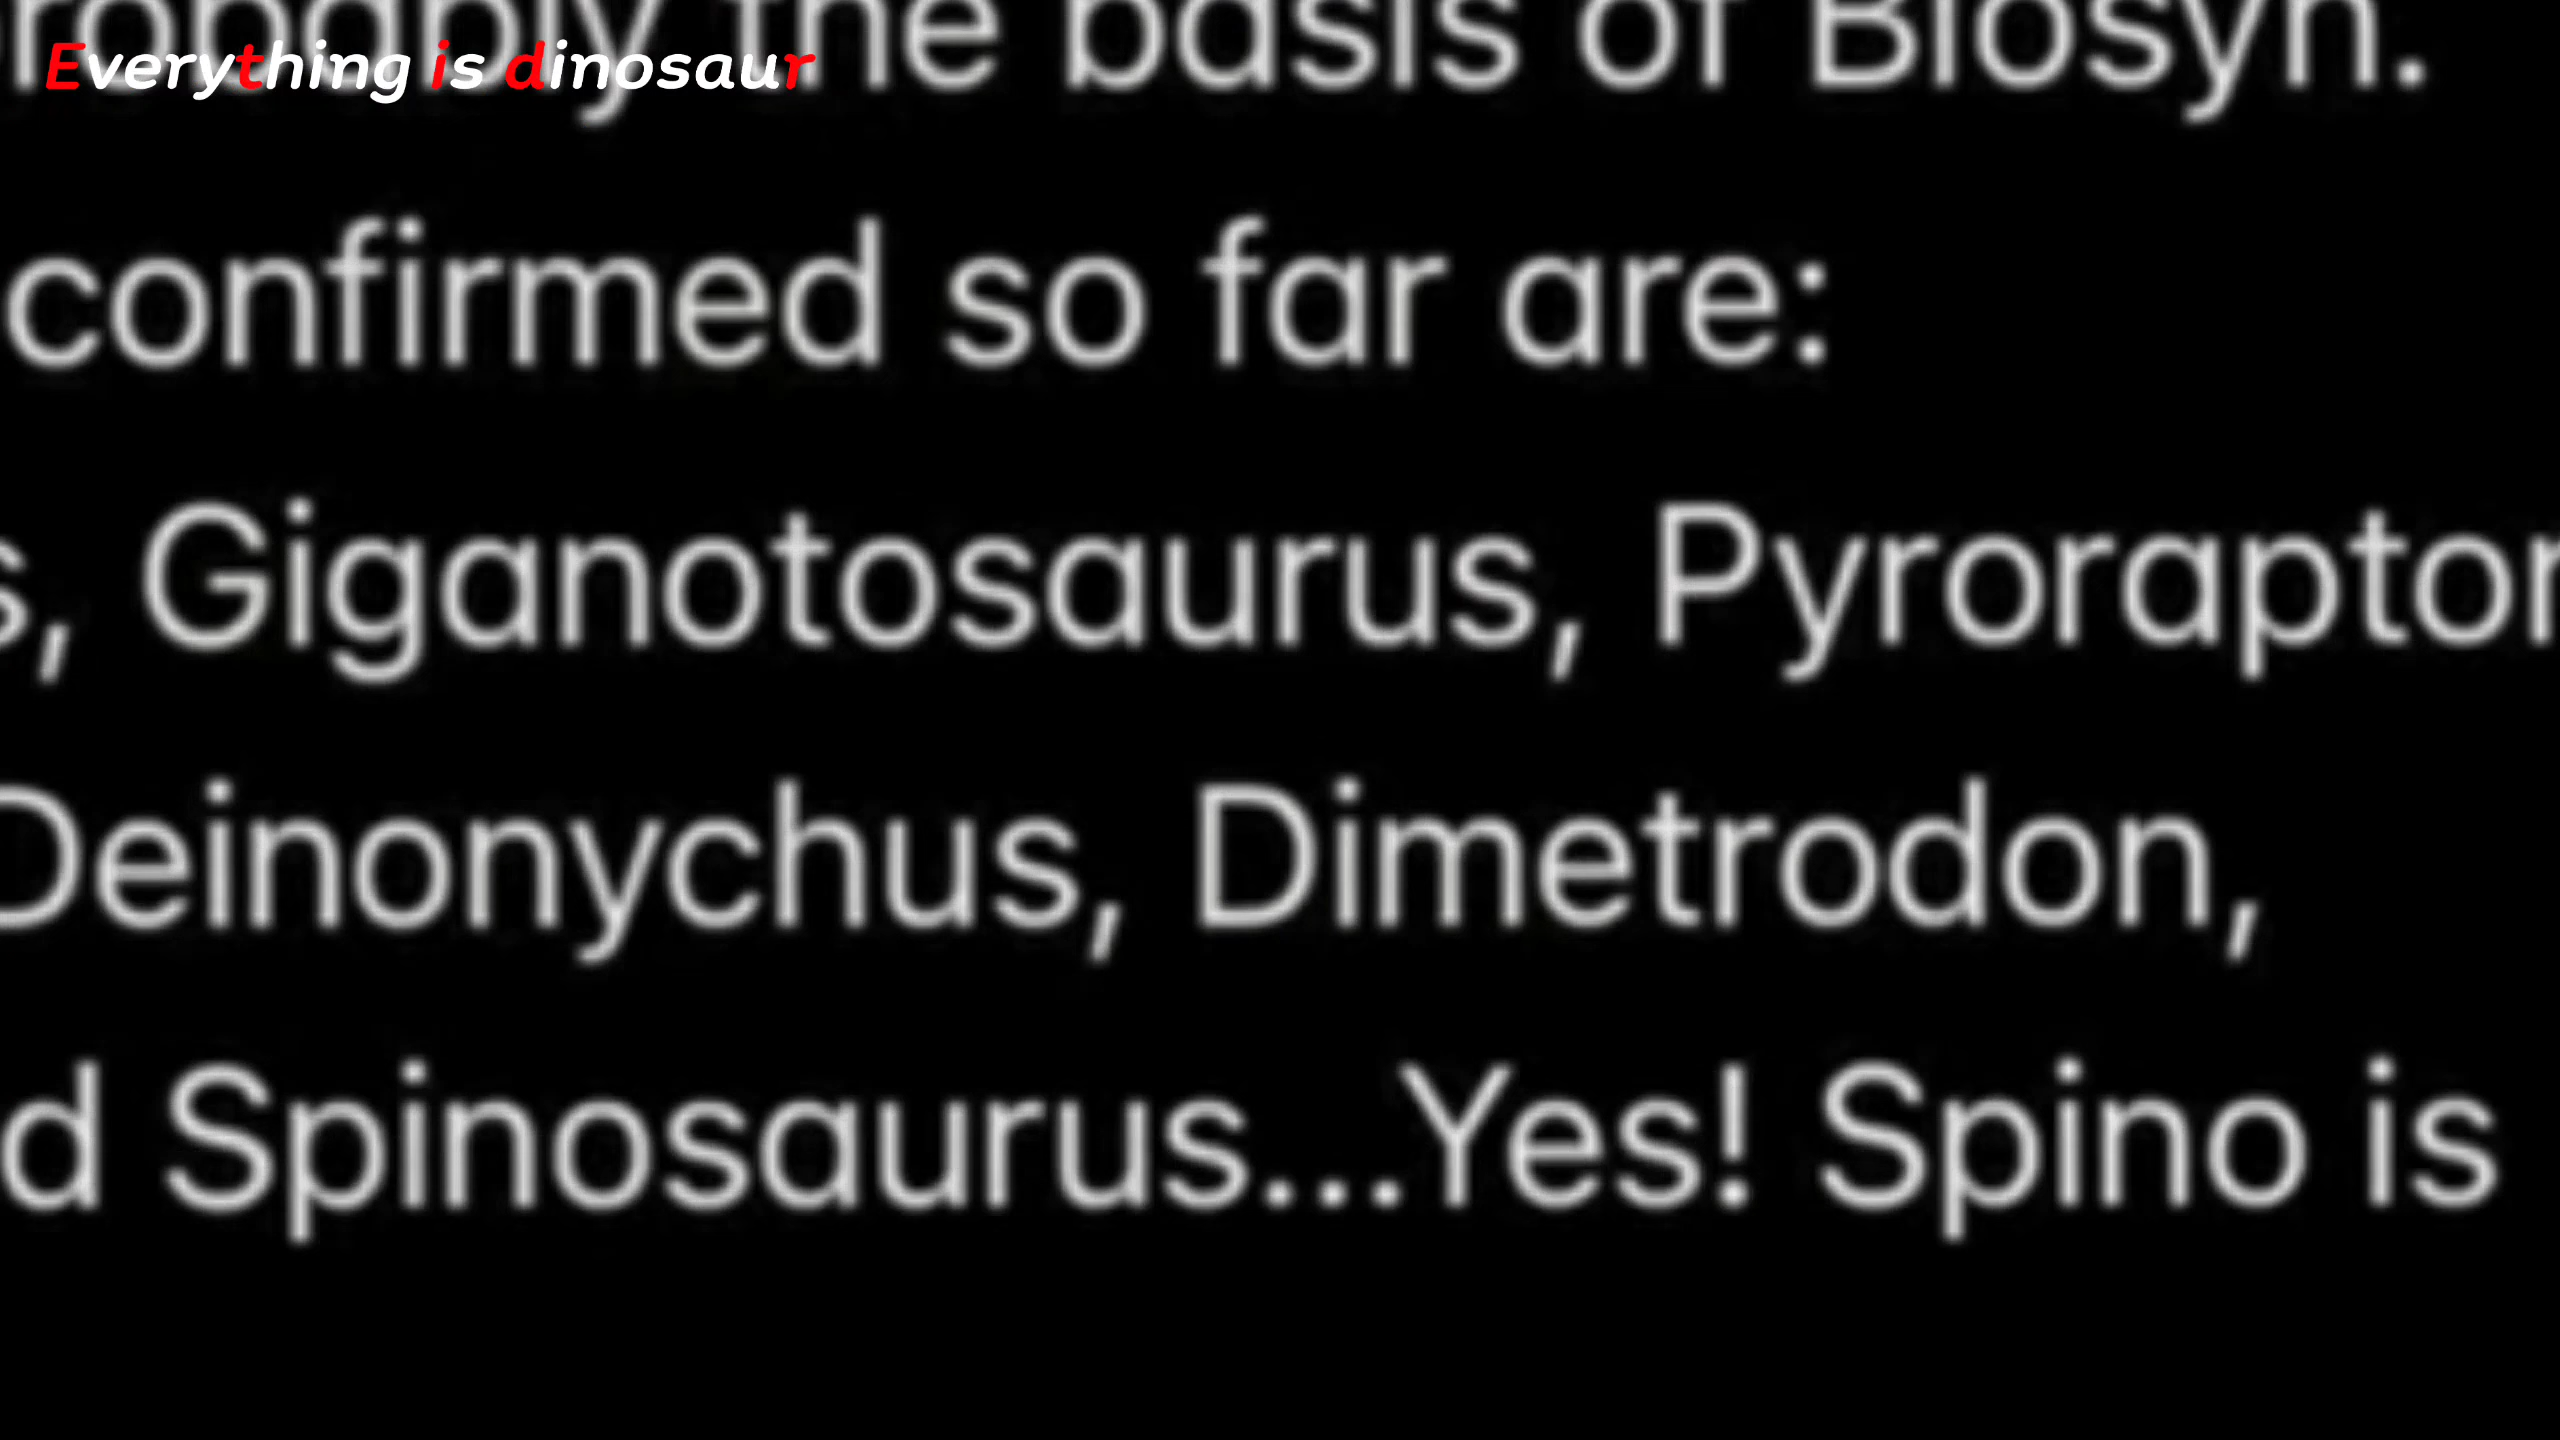 probably the basis of Biosyn.
Everything is dinosaur
confirmed so far are:
s, Giganotosaurus, Pyroraptor
Deinonychus, Dimetrodon,
d Spinosaurus...Yes! Spino is